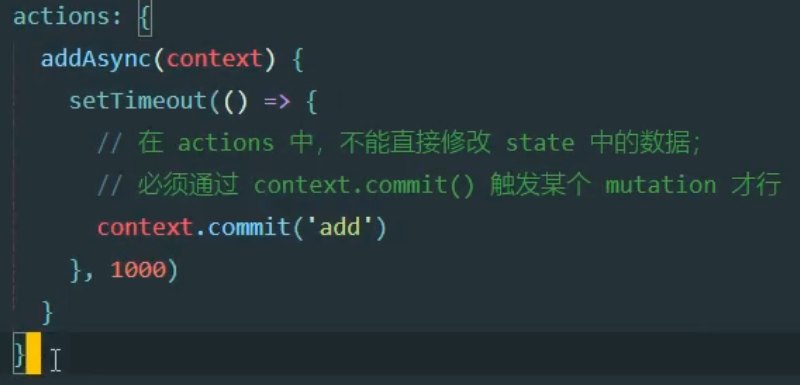 actions: {
addAsync(context) {
setTimeout(() => {
// 在 actions 中，不能直接修改 state 中的数据；
// 必须通过 context.commit() 触发某个 mutation 才行
context.commit('add')
}, 1000)
}
}